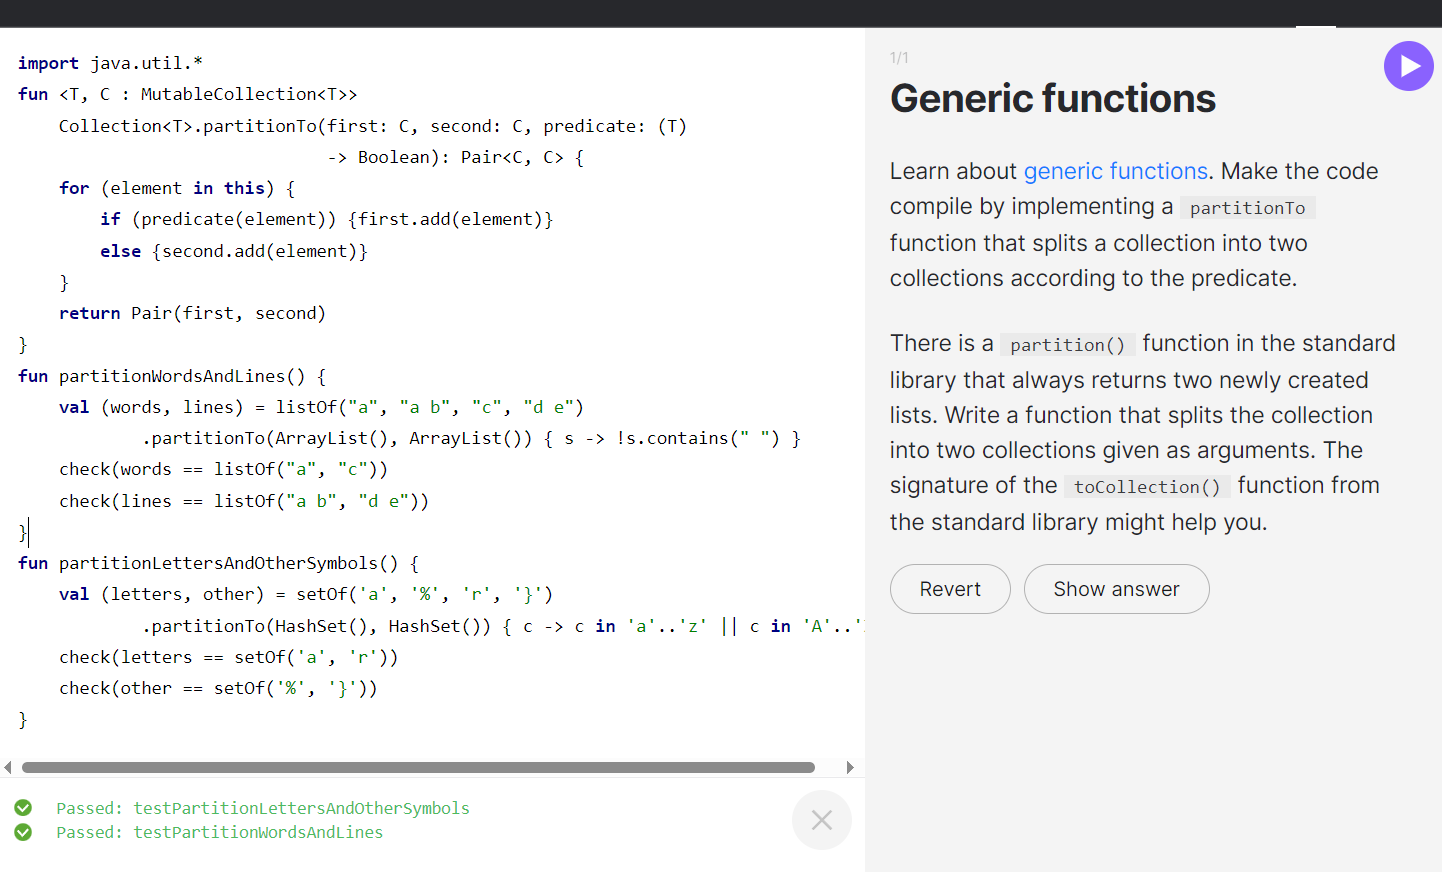 import java.util.*
fun <T, C : MutableCollection<T>>
    Collection<T>.partitionTo(first: C, second: C, predicate: (T)
                              -> Boolean): Pair<C, C> {
    for (element in this) {
        if (predicate(element)) {first.add(element)}
        else {second.add(element)}
    }
    return Pair(first, second)
}
fun partitionWordsAndLines() {
    val (words, lines) = listOf("a", "a b", "c", "d e")
            .partitionTo(ArrayList(), ArrayList()) { s -> !s.contains(" ") }
    check(words == listOf("a", "c"))
    check(lines == listOf("a b", "d e"))
}
fun partitionLettersAndOtherSymbols() {
    val (letters, other) = setOf('a', '%', 'r', '}')
            .partitionTo(HashSet(), HashSet()) { c -> c in 'a'..'z' || c in 'A'..'
    check(letters == setOf('a', 'r'))
    check(other == setOf('%', '}'))
}
Passed: testPartitionLettersAndOtherSymbols
Passed: testPartitionWordsAndLines
1/1
Generic functions
Learn about generic functions. Make the code
compile by implementing a partitionTo
function that splits a collection into two
collections according to the predicate.
There is a partition() function in the standard
library that always returns two newly created
lists. Write a function that splits the collection
into two collections given as arguments. The
signature of the toCollection() function from
the standard library might help you.
Revert
Show answer